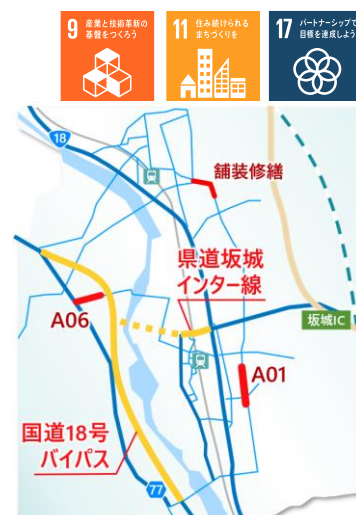 9 産業と技術革新の
基盤をつくろう
11 住み続けられる
まちづくりを
17 パートナーシップで
目標を達成しよう
18
舗装修繕
県道坂城
インター線
坂城IC
A06
A01
国道18号
バイパス
77